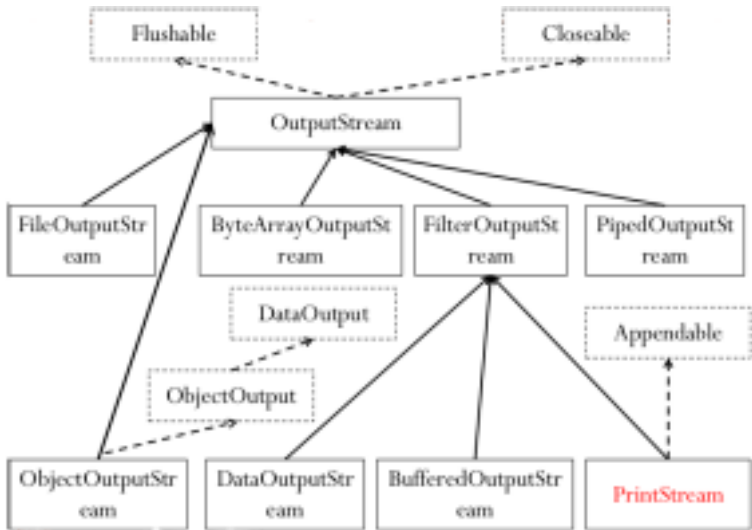 Flushable
Closeable
OutputStream
FileOutputStr
eam
ByteArrayOutputSt
ream
FilterOutputSt
ream
PipedOutputSt
ream
DataOutput
Appendable
ObjectOutput
ObjectOutputStr
eam
DataOutputStr
eam
BufferedOutputStr
eam
PrintStream